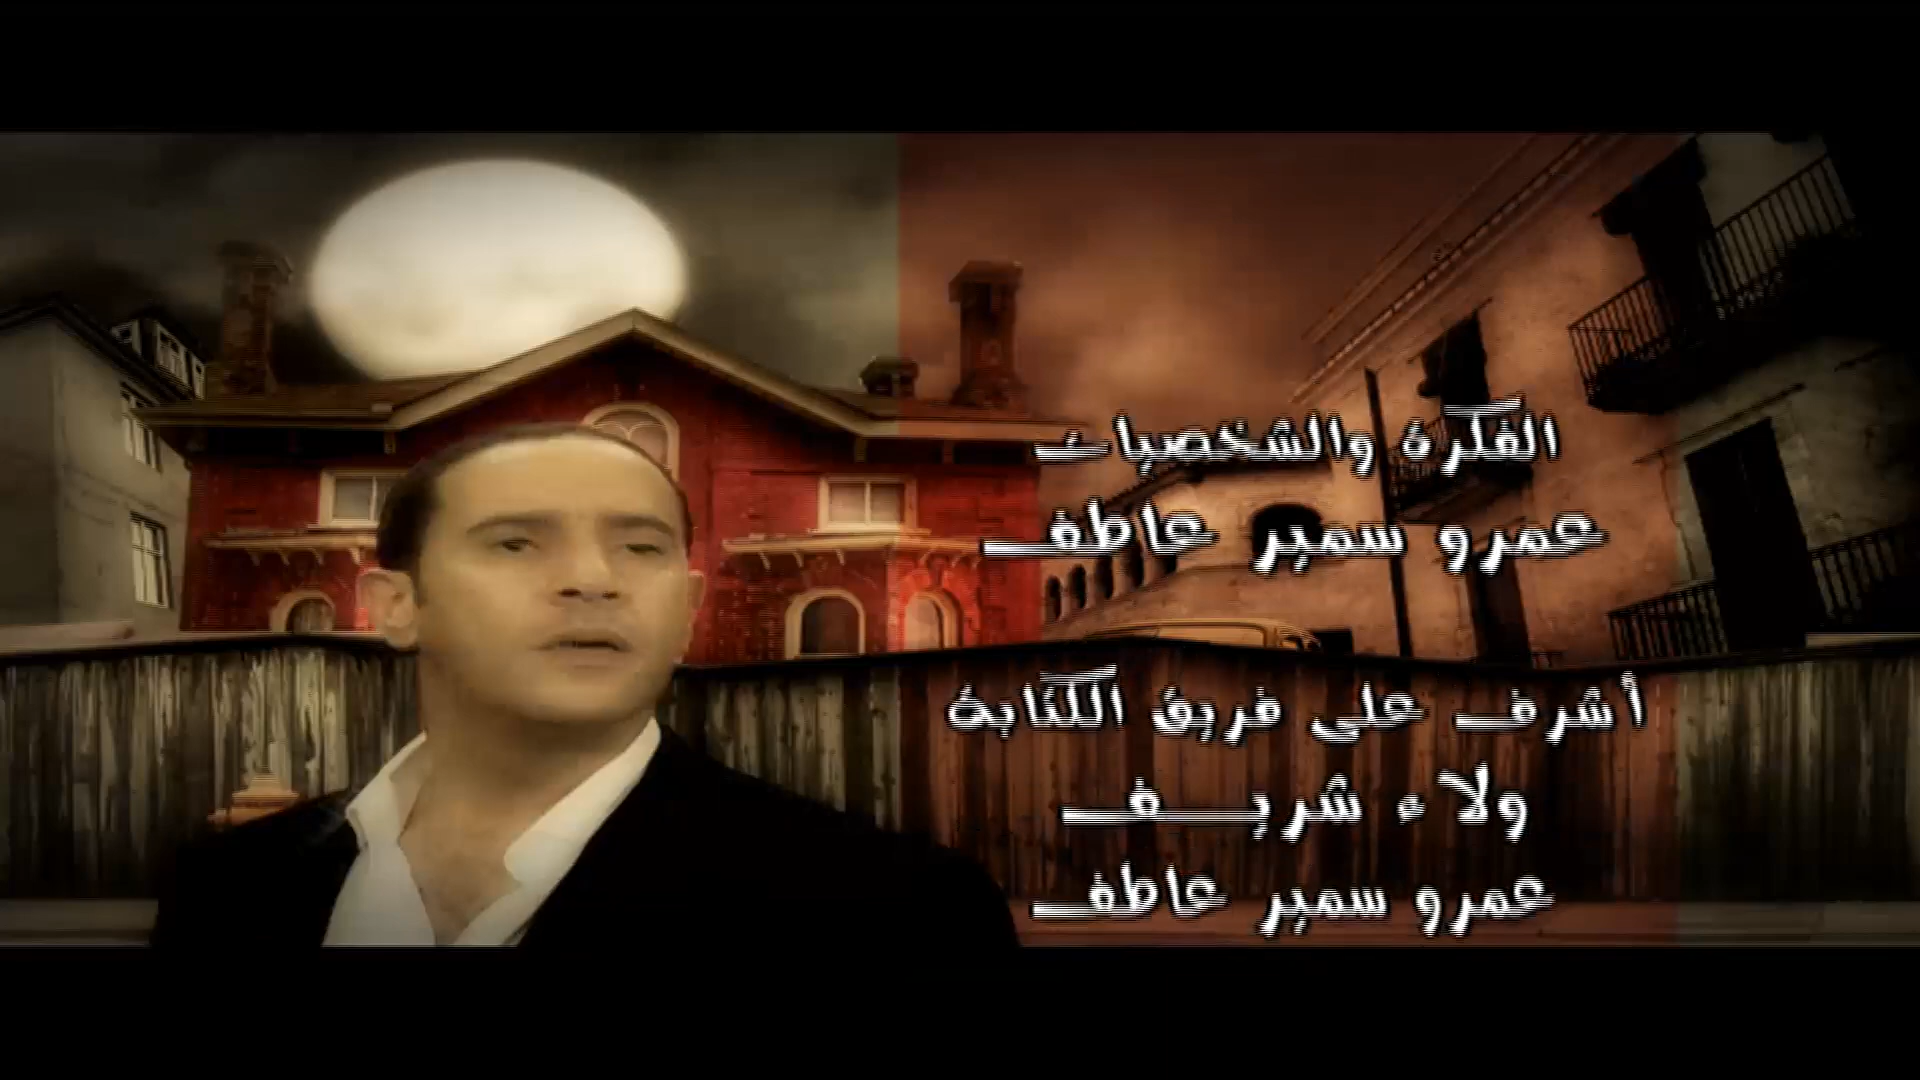 الفكرة والشخصيات
عمرو سمير عاطف
أشرف على فريق الكتابة
ولاء شريف
عمرو سمير عاطف